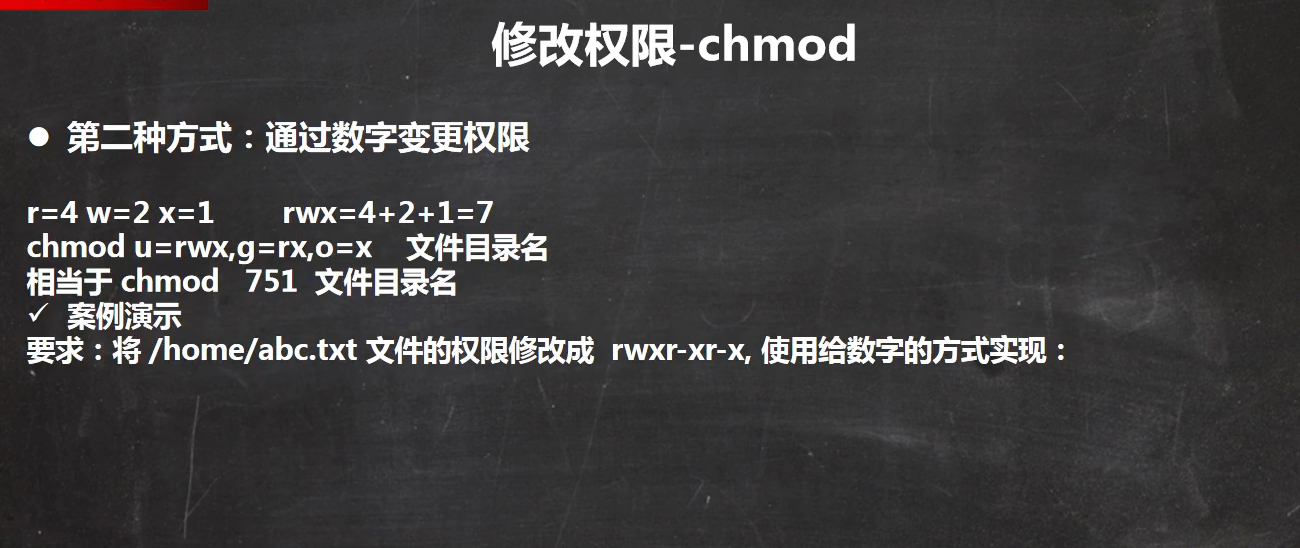 修改权限-chmod
● 第二种方式：通过数字变更权限
r=4 w=2 x=1 rwx=4+2+1=7
chmod u=rwx,g=rx,o=x 文件目录名
相当于 chmod 751 文件目录名
✓ 案例演示
要求：将 /home/abc.txt 文件的权限修改成 rwxr-xr-x, 使用给数字的方式实现：